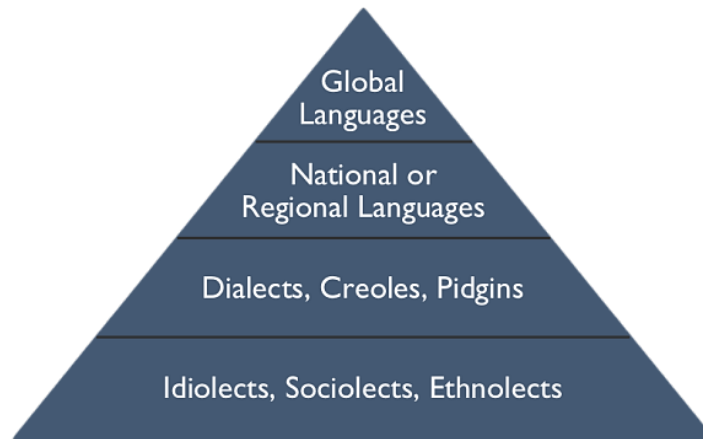 Global
Languages
National or
Regional Languages
Dialects, Creoles, Pidgins
Idiolects, Sociolects, Ethnolects